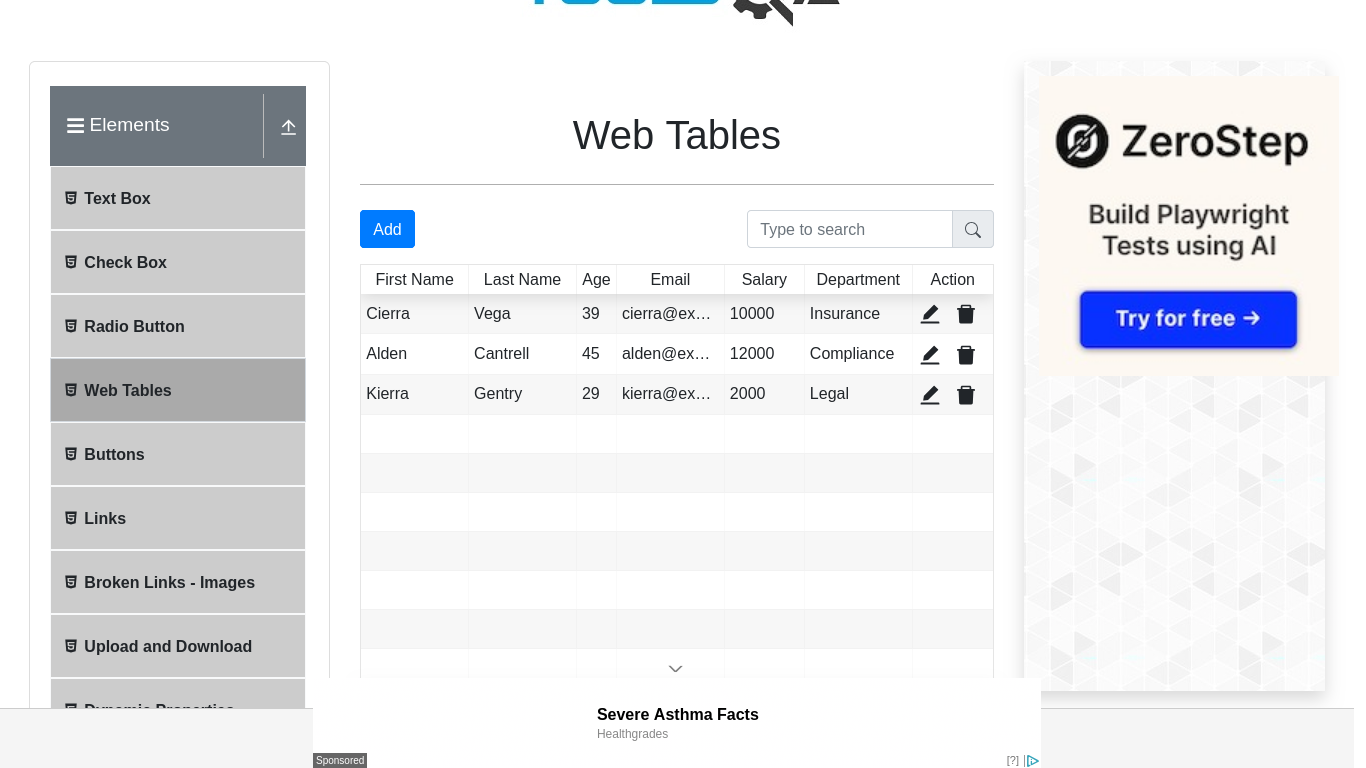 Elements
Text Box
Check Box
Radio Button
Web Tables
Buttons
Links
Broken Links - Images
Upload and Download
Dynamic Properties
Web Tables
Add
Type to search
First Name Last Name Age Email Salary Department Action
Cierra Vega 39 cierra@ex... 10000 Insurance
Alden Cantrell 45 alden@ex... 12000 Compliance
Kierra Gentry 29 kierra@ex... 2000 Legal
ZeroStep
Build Playwright
Tests using AI
Try for free →
Severe Asthma Facts
Healthgrades
Sponsored
[?]